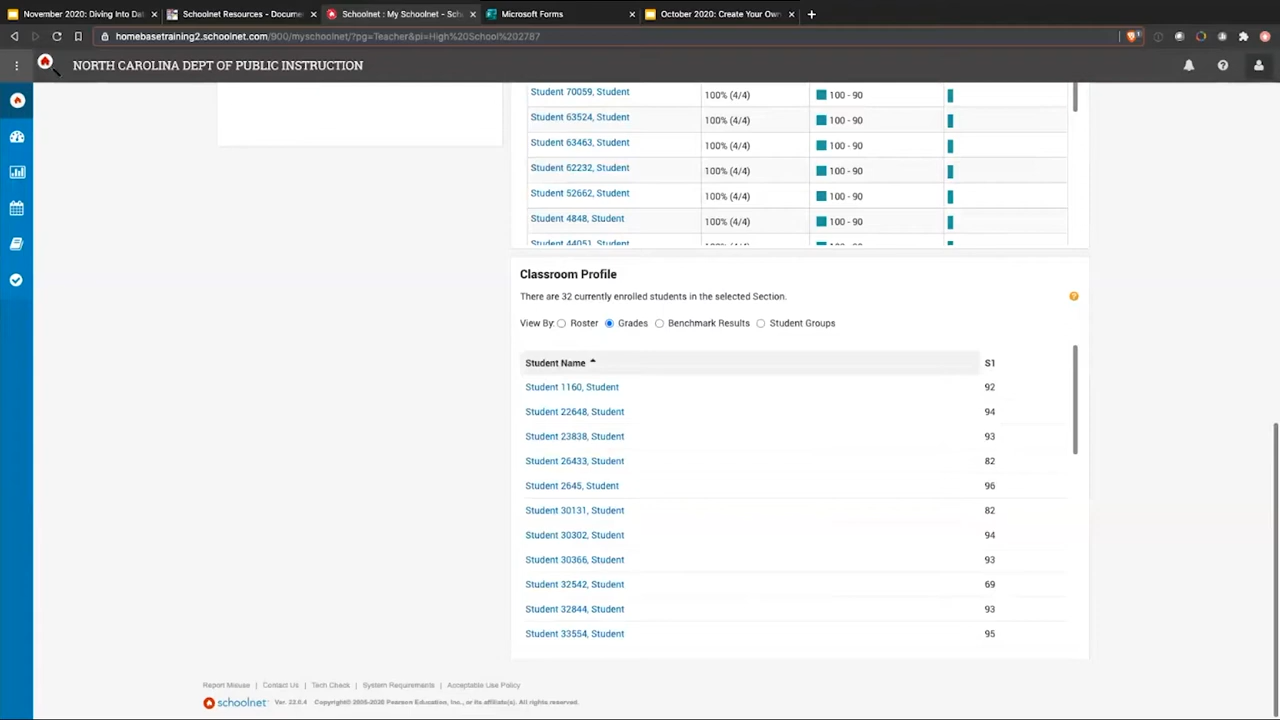 November 2020: Diving Into Dat
Schoolnet Resources - Docume
Schoolnet : My Schoolnet - Sch
Microsoft Forms
October 2020: Create Your Own
homebasetraining2.schoolnet.com/900/myschoolnet/?pg=Teacher&pi=High%20School%202787
NORTH CAROLINA DEPT OF PUBLIC INSTRUCTION
Student 70059, Student 100% (4/4) 100 - 90
Student 63524, Student 100% (4/4) 100 - 90
Student 63463, Student 100% (4/4) 100 - 90
Student 62232, Student 100% (4/4) 100 - 90
Student 52662, Student 100% (4/4) 100 - 90
Student 4848, Student 100% (4/4) 100 - 90
Student 44051, Student 100% (4/4) 100 - 90
Classroom Profile
There are 32 currently enrolled students in the selected Section.
View By: Roster Grades Benchmark Results Student Groups
Student Name S1
Student 1160, Student 92
Student 22648, Student 94
Student 23838, Student 93
Student 26433, Student 82
Student 2645, Student 96
Student 30131, Student 82
Student 30302, Student 94
Student 30366, Student 93
Student 32542, Student 69
Student 32844, Student 93
Student 33554, Student 95
Report Misuse | Contact Us | Tech Check | System Requirements | Acceptable Use Policy
schoolnet Ver. 22.6.4 Copyright© 2005-2020 Pearson Education, Inc., or its affiliate(s). All rights reserved.